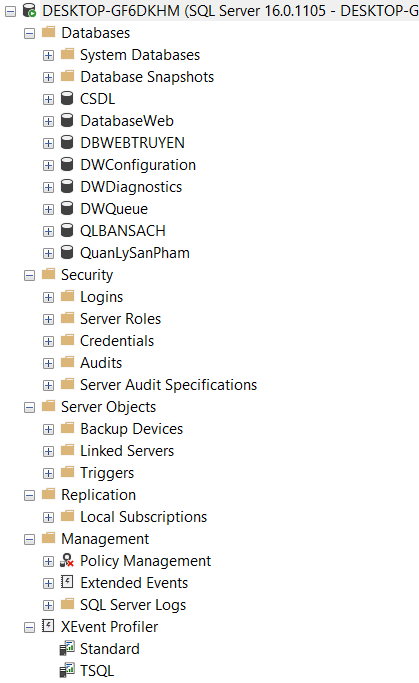 DESKTOP-GF6DKHM (SQL Server 16.0.1105 - DESKTOP-G
Databases
System Databases
Database Snapshots
CSDL
DatabaseWeb
DBWEBTRUYEN
DWConfiguration
DWDiagnostics
DWQueue
QLBANSACH
QuanLySanPham
Security
Logins
Server Roles
Credentials
Audits
Server Audit Specifications
Server Objects
Backup Devices
Linked Servers
Triggers
Replication
Local Subscriptions
Management
Policy Management
Extended Events
SQL Server Logs
XEvent Profiler
Standard
TSQL